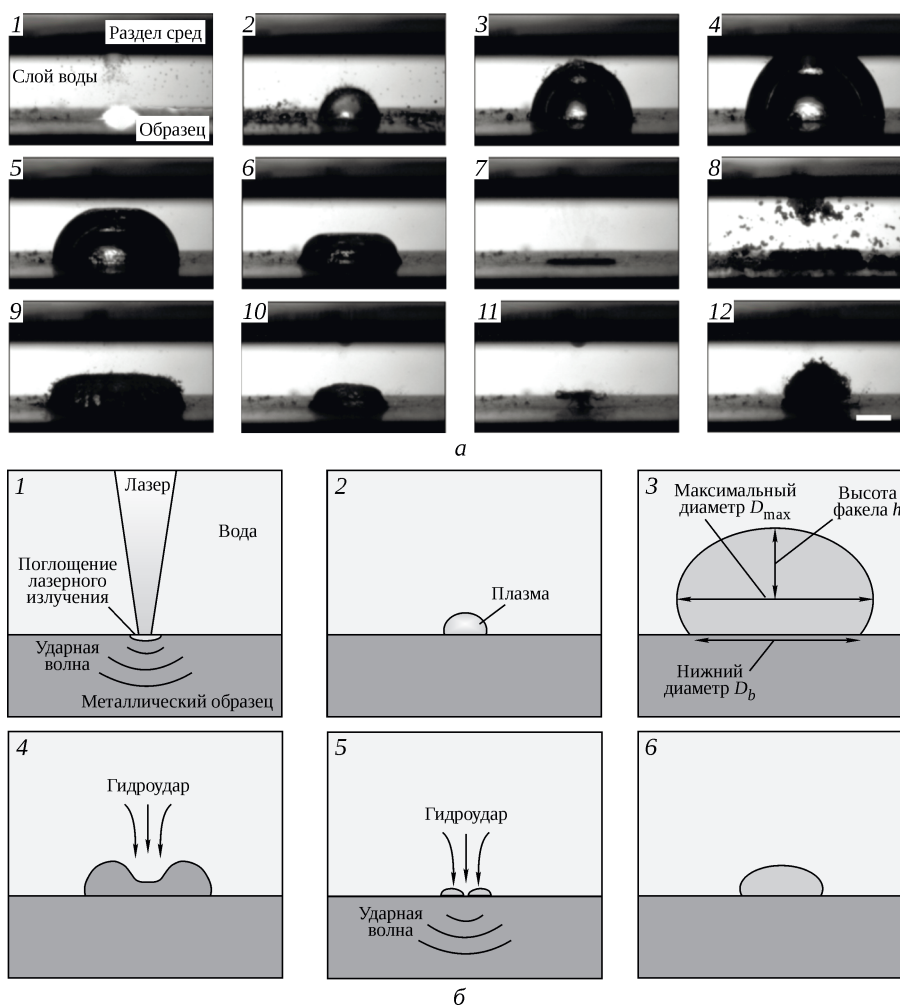 1
Раздел сред
Слой воды
Образец
2
3
4
5
6
7
8
9
10
11
12
а
1
Лазер
Вода
Поглощение
лазерного
излучения
Ударная
волна
Металлический образец
2
Плазма
3
Максимальный
диаметр Dmax
Высота
факела h
Нижний
диаметр Db
4
Гидроудар
5
Гидроудар
Ударная
волна
6
б